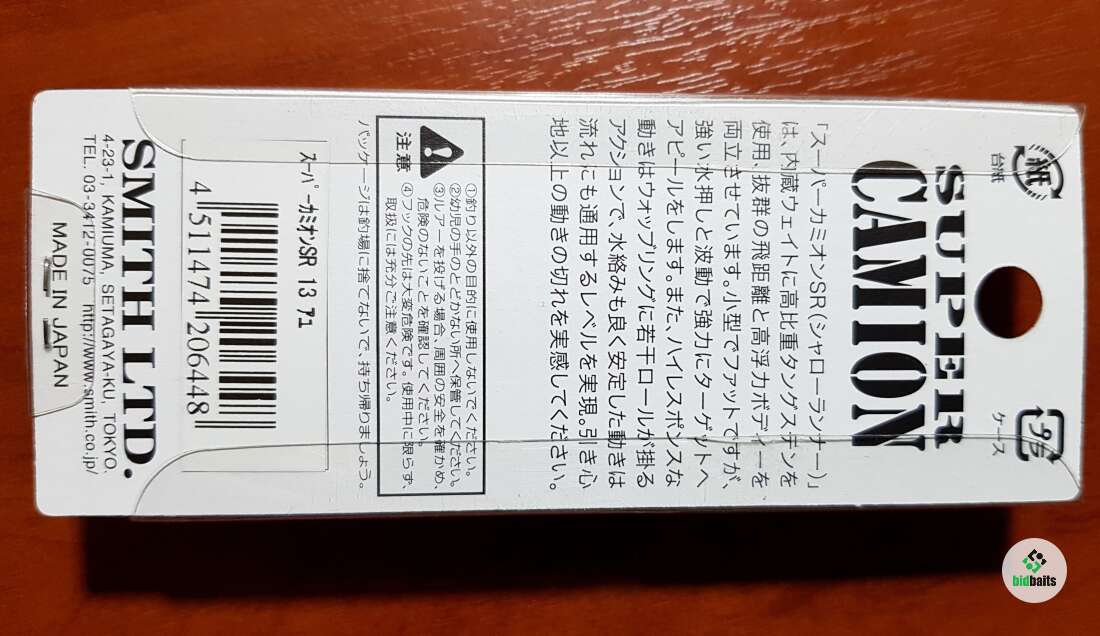 紙
台紙
プラ
ケース
SUPER
CAMION
「スーパーカミオンSR(シャローランナー)」
は、内蔵ウェイトに高比重タングステンを
使用、抜群の飛距離と高浮力ボディーを
両立させています。小型でファットですが、
強い水押しと波動で強力にターゲットへ
アピールをします。また、ハイレスポンスな
動きはウォッブリングに若干ロールが掛る
アクションで、水絡みも良く安定した動きは
流れにも通用するレベルを実現。引き心
地以上の動きの切れを実感してください。
注意
①釣り以外の目的に使用しないでください。
②幼児の手のとどかない所へ保管してください。
③ルアーを投げる場合、周囲の安全を確かめ、
危険のないことを確認してください。
④フックの先は大変危険です。使用中に限らず、
取扱には充分ご注意ください。
パッケージは釣場に捨てないで、持ち帰りましょう。
スーパーカミオンSR 13 アユ
4 511474 206448
SMITH LTD.
4-23-1, KAMIUMA, SETAGAYA-KU, TOKYO,
TEL. 03-3412-0075 http://www.smith.co.jp/
MADE IN JAPAN
bidbaits